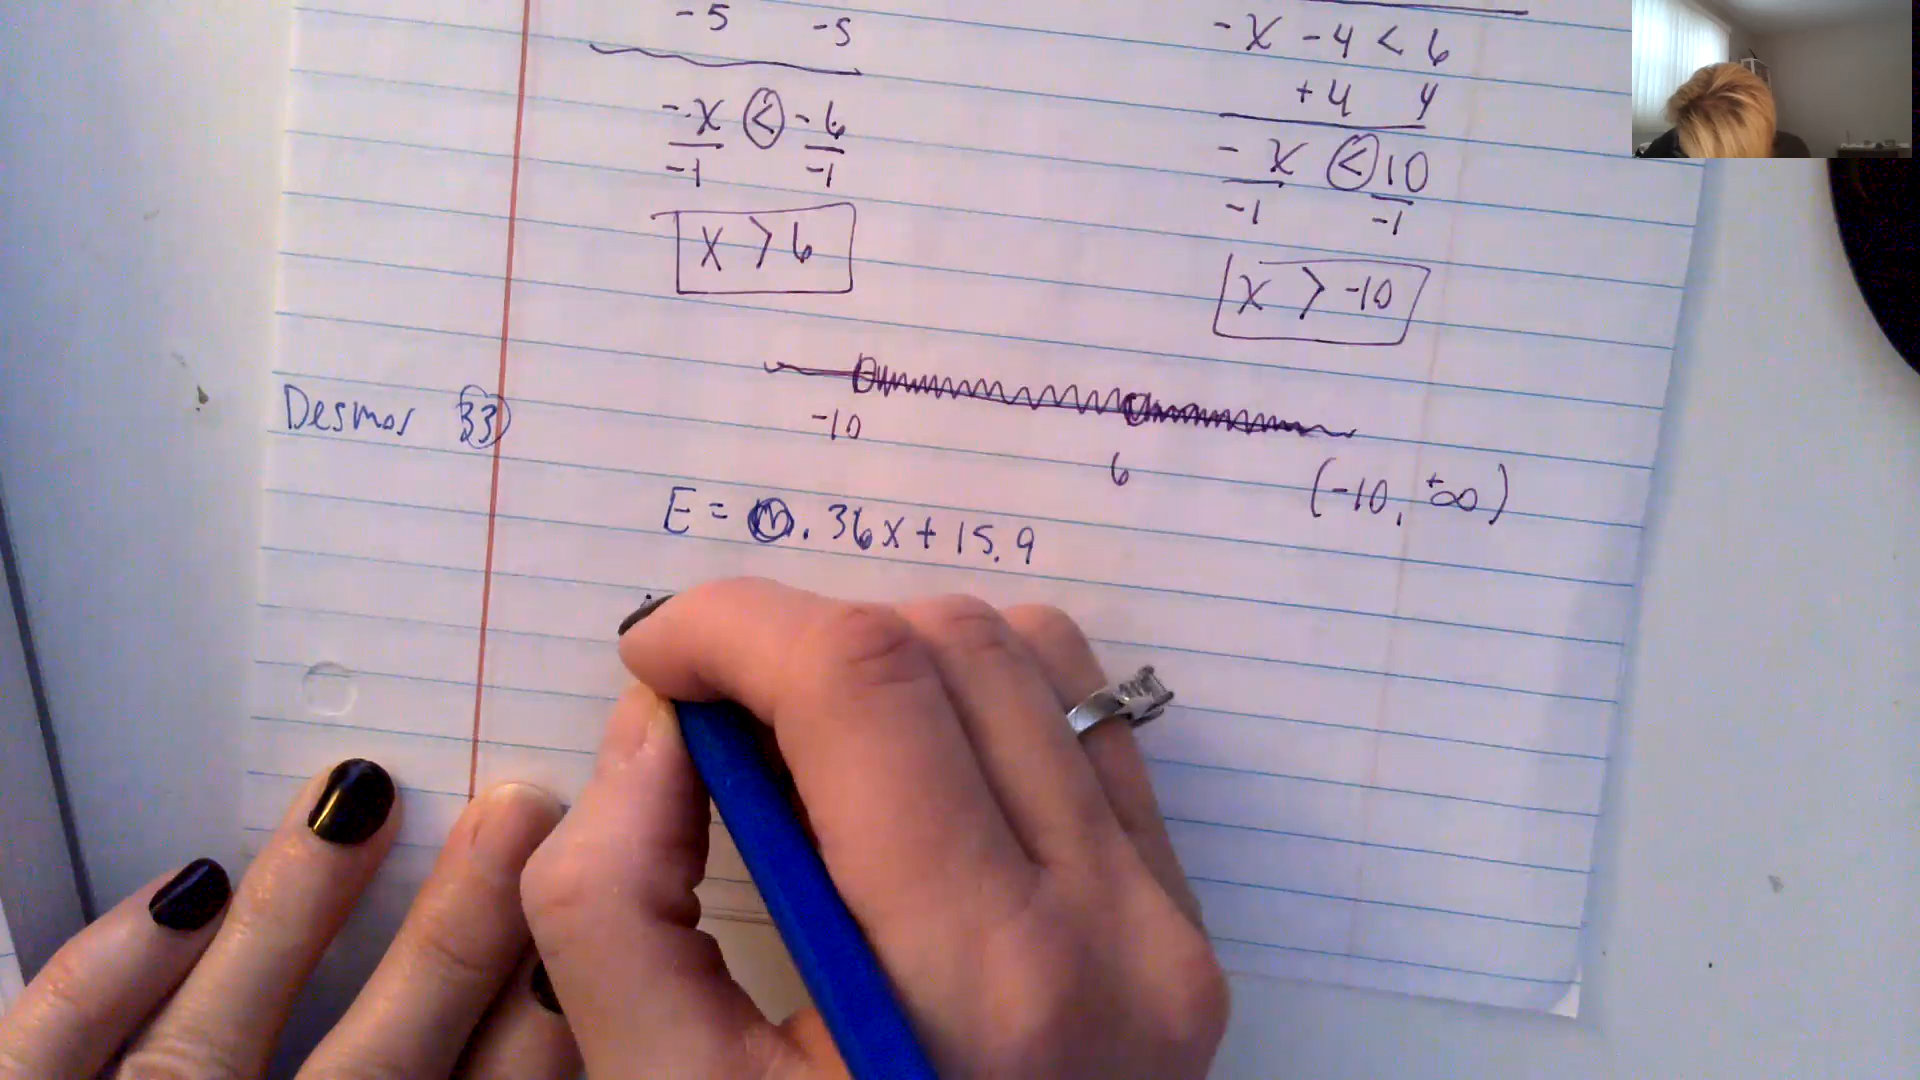 -5 -5
-x < -6
-1 -1
x > 6
-x -4 < 6
+4 4
-x < 10
-1 -1
x > -10
Desmos 33
-10
6
(-10, +∞)
E = .36x + 15.9